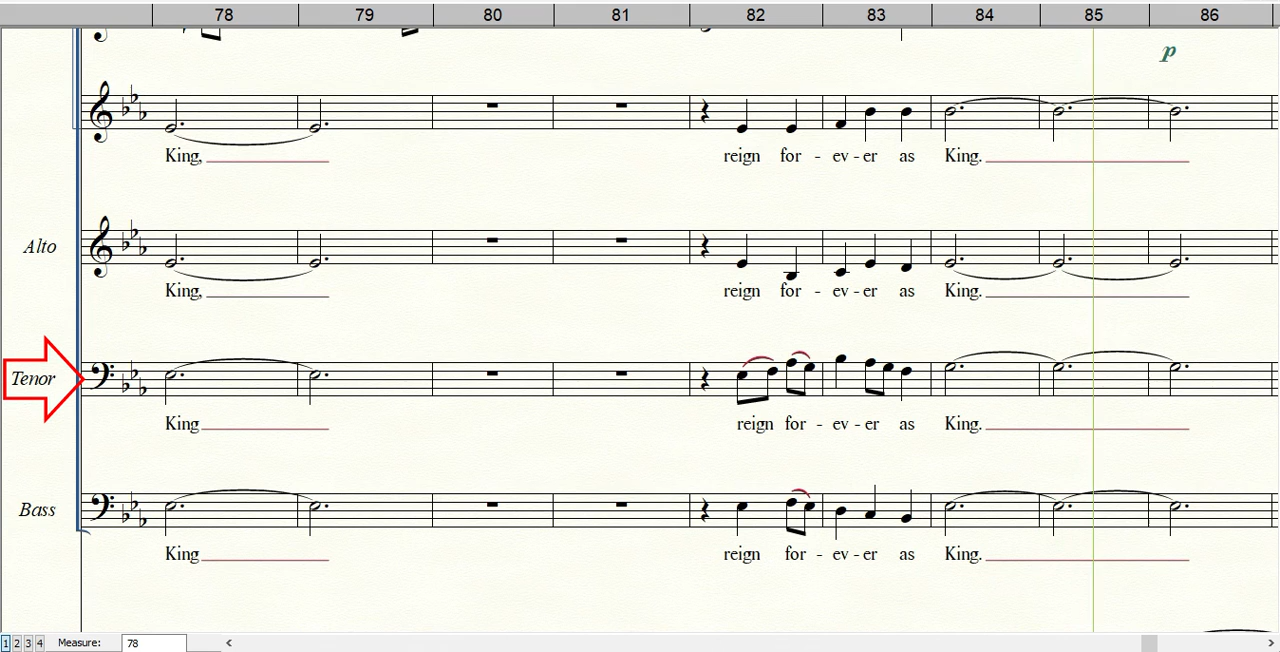 78 79 80 81 82 83 84 85 86
p
King, reign for - ev - er as King.
Alto
King, reign for - ev - er as King.
Tenor
King reign for - ev - er as King.
Bass
King reign for - ev - er as King.
1 2 3 4 Measure: 78 < >